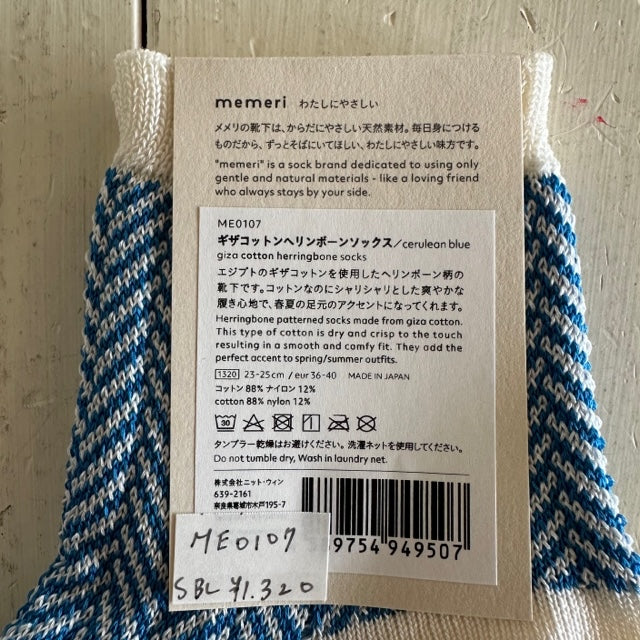 memeri わたしにやさしい
メメリの靴下は、からだにやさしい天然素材。毎日身につける
ものだから、ずっとそばにいてほしい、わたしにやさしい味方です。
"memeri" is a sock brand dedicated to using only
gentle and natural materials - like a loving friend
who always stays by your side.
ME0107
ギザコットンヘリンボーンソックス/cerulean blue
giza cotton herringbone socks
エジプトのギザコットンを使用したヘリンボーン柄の
靴下です。コットンなのにシャリシャリとした爽やかな
履き心地で、春夏の足元のアクセントになってくれます。
Herringbone patterned socks made from giza cotton.
This type of cotton is dry and crisp to the touch
resulting in a smooth and comfy fit. They add the
perfect accent to spring/summer outfits.
1320 23-25cm / eur 36-40 MADE IN JAPAN
コットン 88% ナイロン 12%
cotton 88% nylon 12%
30
タンブラー乾燥はお避けください。洗濯ネットを使用してください。
Do not tumble dry, Wash in laundry net.
株式会社ニット・ウィン
639-2161
奈良県葛城市木戸195-7
9754 949507
ME0107
SBL ¥1.320